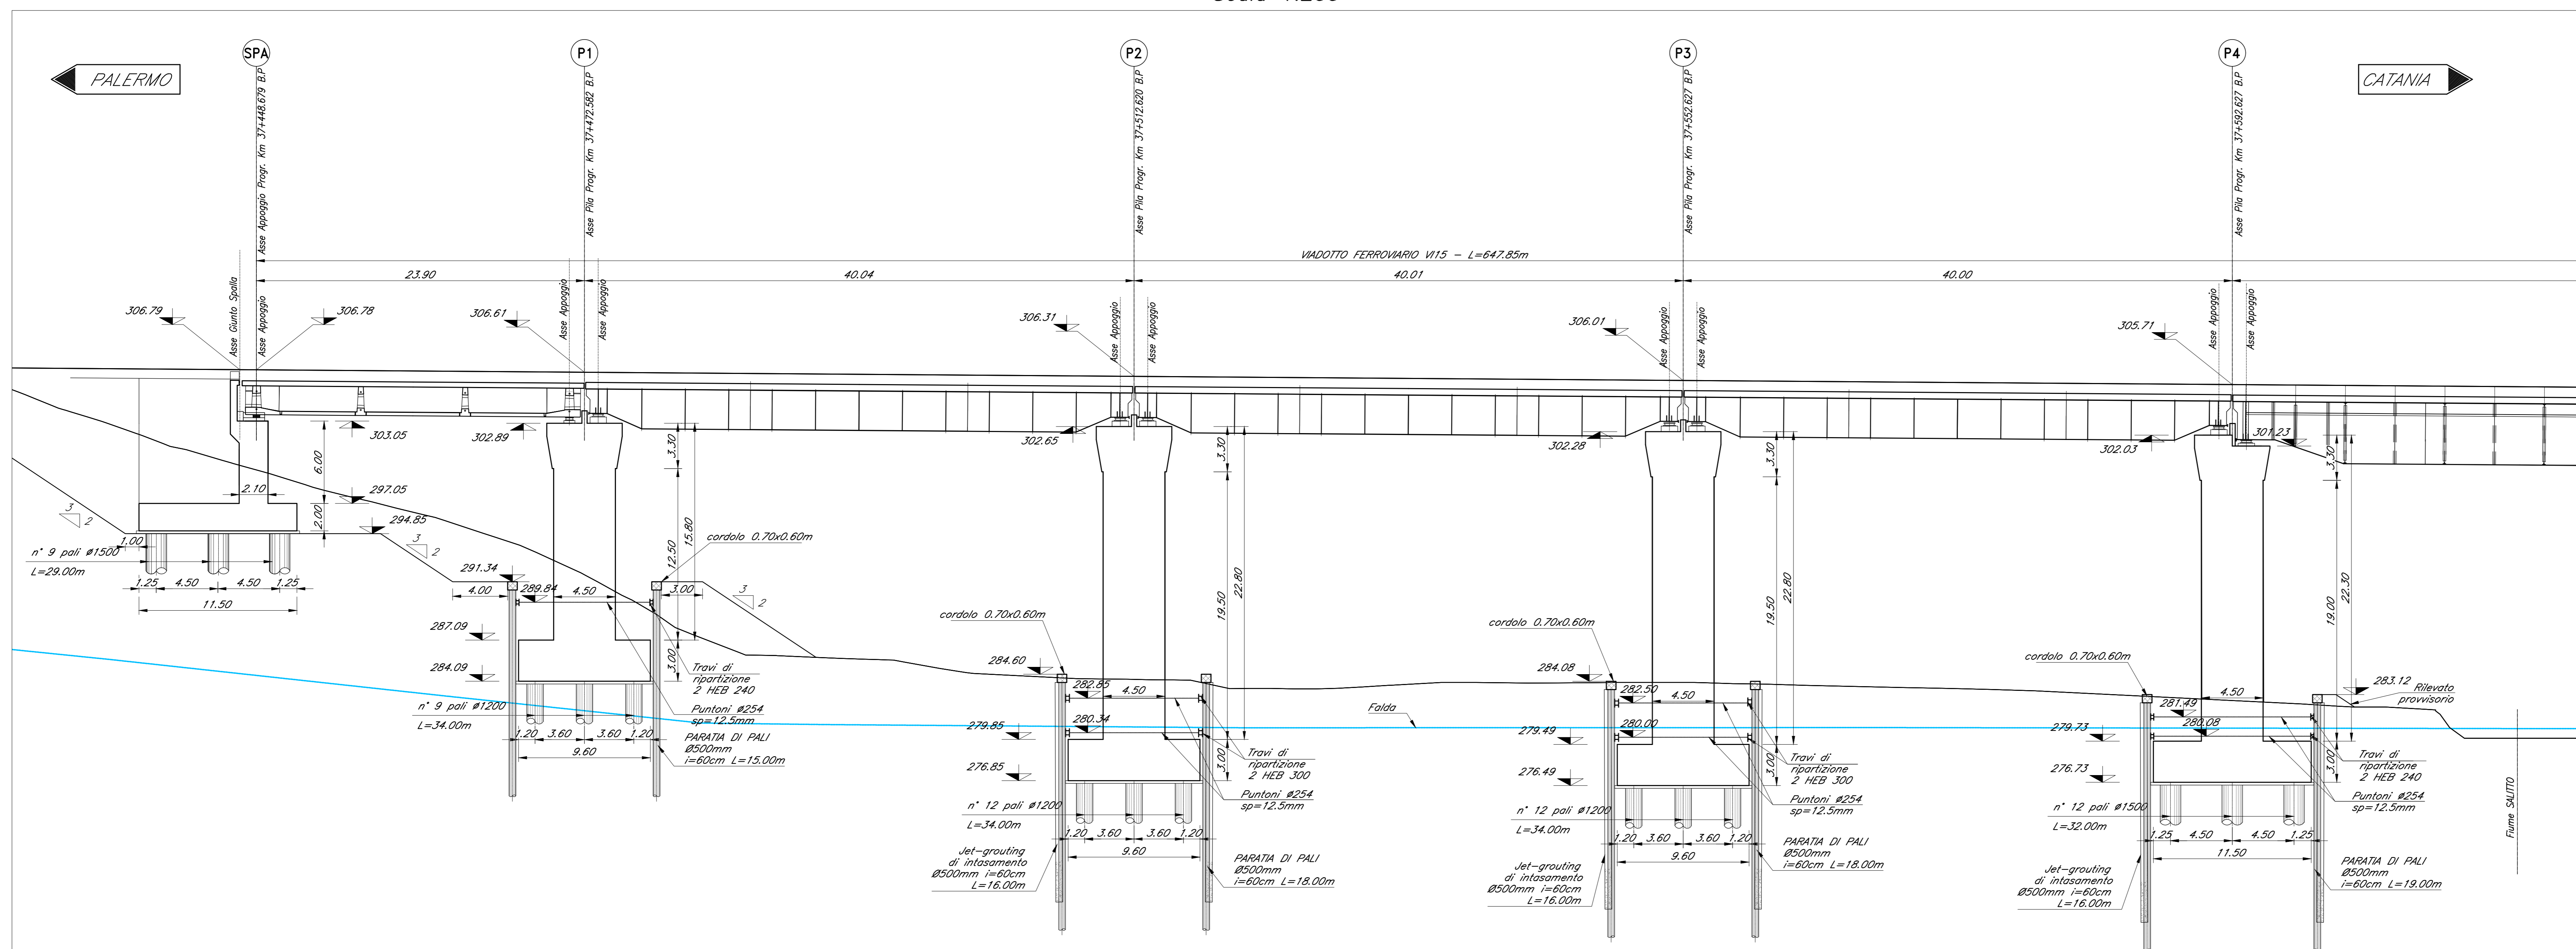 SPA
P1
P2
P3
P4
PALERMO
CATANIA
Asse Appoggio Progr. Km 37+448.679 B.P
Asse Pila Progr. Km 37+472.582 B.P
Asse Pila Progr. Km 37+512.620 B.P
Asse Pila Progr. Km 37+552.627 B.P
Asse Pila Progr. Km 37+592.627 B.P
VIADOTTO FERROVIARIO VI15 - L=647.85m
23.90
40.04
40.01
40.00
Asse Giunto Spalla
Asse Appoggio
Asse Appoggio
Asse Appoggio
Asse Appoggio
Asse Appoggio
Asse Appoggio
Asse Appoggio
Asse Appoggio
Asse Appoggio
306.79
306.78
306.61
306.31
306.01
305.71
303.05
302.89
302.65
302.28
302.03
301.23
6.00
2.10
2.00
297.05
294.85
3
2
1.00
n° 9 pali ø1500
L=29.00m
1.25
4.50
4.50
1.25
11.50
3
2
291.34
4.00
289.84
4.50
3.00
3.30
12.50
15.80
3.00
cordolo 0.70x0.60m
3
2
287.09
284.09
n° 9 pali ø1200
L=34.00m
1.20
3.60
3.60
1.20
9.60
Travi di
ripartizione
2 HEB 240
Puntoni ø254
sp=12.5mm
PARATIA DI PALI
Ø500mm
i=60cm L=15.00m
cordolo 0.70x0.60m
284.60
282.85
4.50
280.34
279.85
276.85
3.30
19.50
22.80
3.00
n° 12 pali ø1200
L=34.00m
1.20
3.60
3.60
1.20
9.60
Jet-grouting
di intasamento
Ø500mm i=60cm
L=16.00m
Travi di
ripartizione
2 HEB 300
Puntoni ø254
sp=12.5mm
PARATIA DI PALI
Ø500mm
i=60cm L=18.00m
Falda
cordolo 0.70x0.60m
284.08
282.50
4.50
280.00
279.49
276.49
3.30
19.50
22.80
3.00
n° 12 pali ø1200
L=34.00m
1.20
3.60
3.60
1.20
9.60
Jet-grouting
di intasamento
Ø500mm i=60cm
L=16.00m
Travi di
ripartizione
2 HEB 300
Puntoni ø254
sp=12.5mm
PARATIA DI PALI
Ø500mm
i=60cm L=18.00m
cordolo 0.70x0.60m
283.12
Rilevato
provvisorio
281.49
4.50
280.08
279.73
276.73
3.30
19.00
22.30
3.00
n° 12 pali ø1500
L=32.00m
1.25
4.50
4.50
1.25
11.50
Jet-grouting
di intasamento
Ø500mm i=60cm
L=16.00m
Travi di
ripartizione
2 HEB 240
Puntoni ø254
sp=12.5mm
PARATIA DI PALI
Ø500mm
i=60cm L=19.00m
Fiume SALITTO